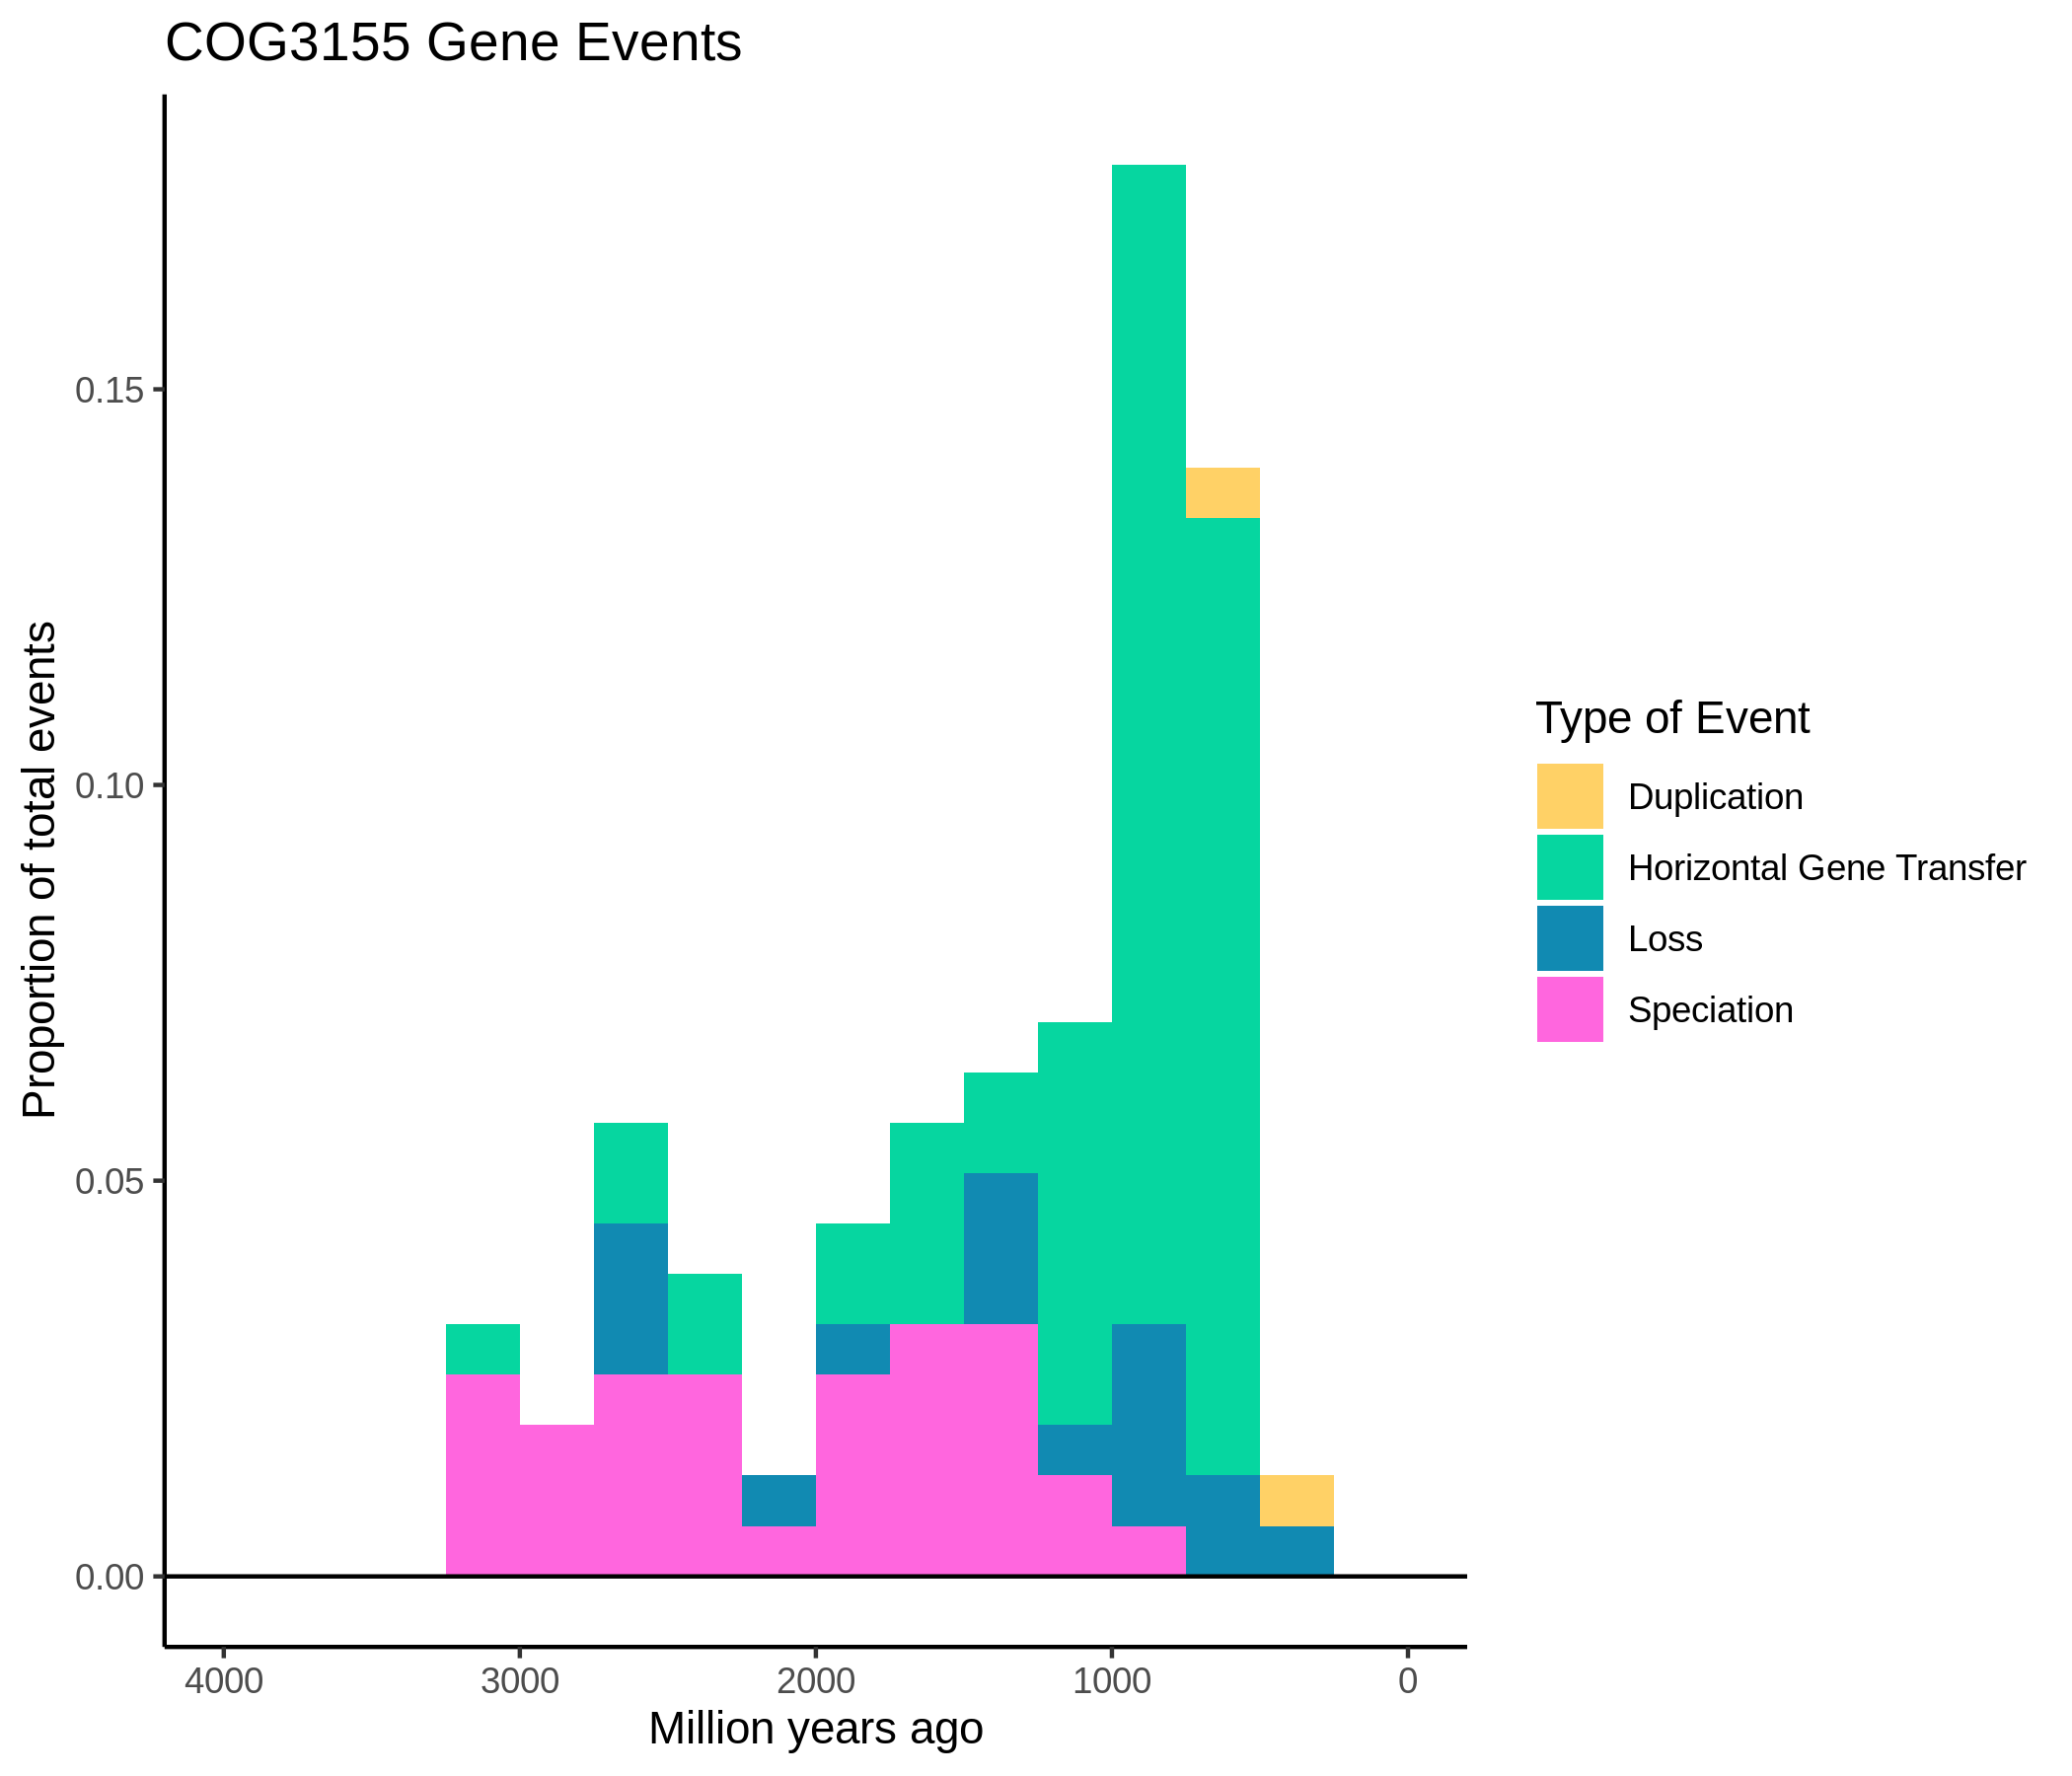 COG3155 Gene Events
Proportion of total events
0.15
0.10
0.05
0.00
4000 3000 2000 1000 0
Million years ago
Type of Event
Duplication
Horizontal Gene Transfer
Loss
Speciation